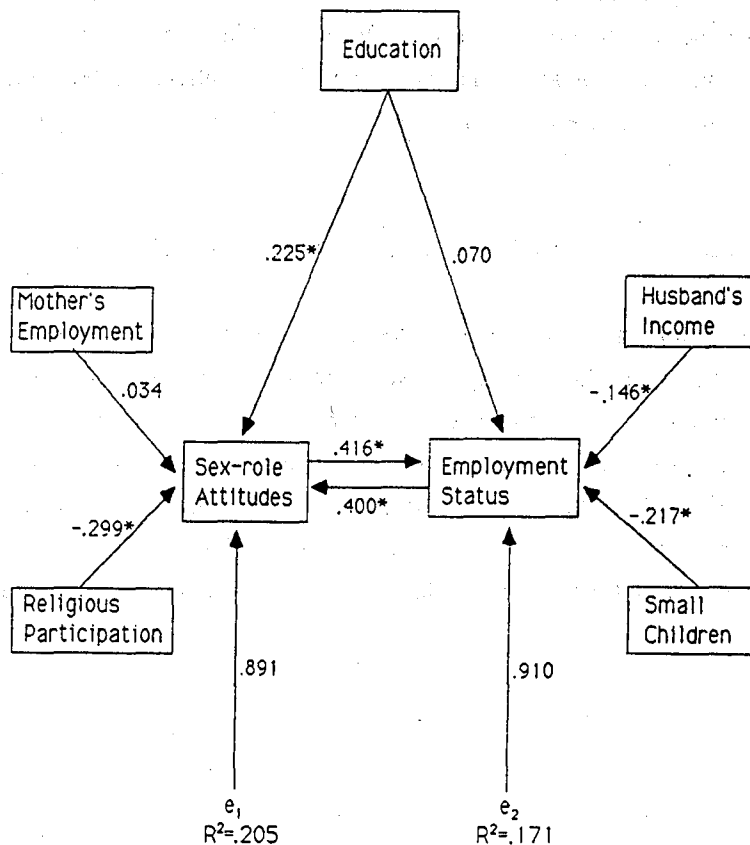 Education
.225*
.070
Mother's
Employment
Husband's
Income
.034
-.146*
Sex-role
Attitudes
.416*
.400*
Employment
Status
-.299*
-.217*
Religious
Participation
Small
Children
.891
.910
e₁
R²=.205
e₂
R²=.171